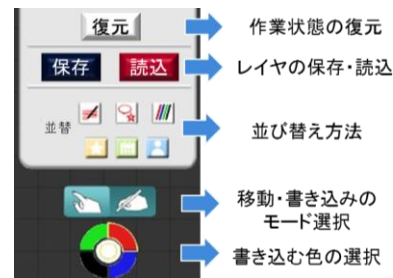 復元
作業状態の復元
保存
読込
レイヤの保存・読込
並替
並び替え方法
移動・書き込みの
モード選択
書き込む色の選択